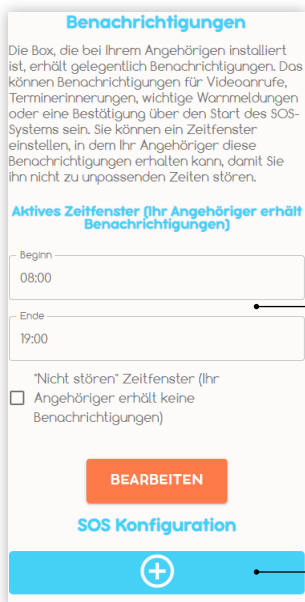 Benachrichtigungen
Die Box, die bei Ihrem Angehörigen installiert
ist, erhält gelegentlich Benachrichtigungen. Das
können Benachrichtigungen für Videoanrufe,
Terminerinnerungen, wichtige Warnmeldungen
oder eine Bestätigung über den Start des SOS-
Systems sein. Sie können ein Zeitfenster
einstellen, in dem Ihr Angehöriger diese
Benachrichtigungen erhalten kann, damit Sie
ihn nicht zu unpassenden Zeiten stören.
Aktives Zeitfenster (Ihr Angehöriger erhält
Benachrichtigungen)
Beginn
08:00
Ende
19:00
"Nicht stören" Zeitfenster (Ihr
Angehöriger erhält keine
Benachrichtigungen)
BEARBEITEN
SOS Konfiguration